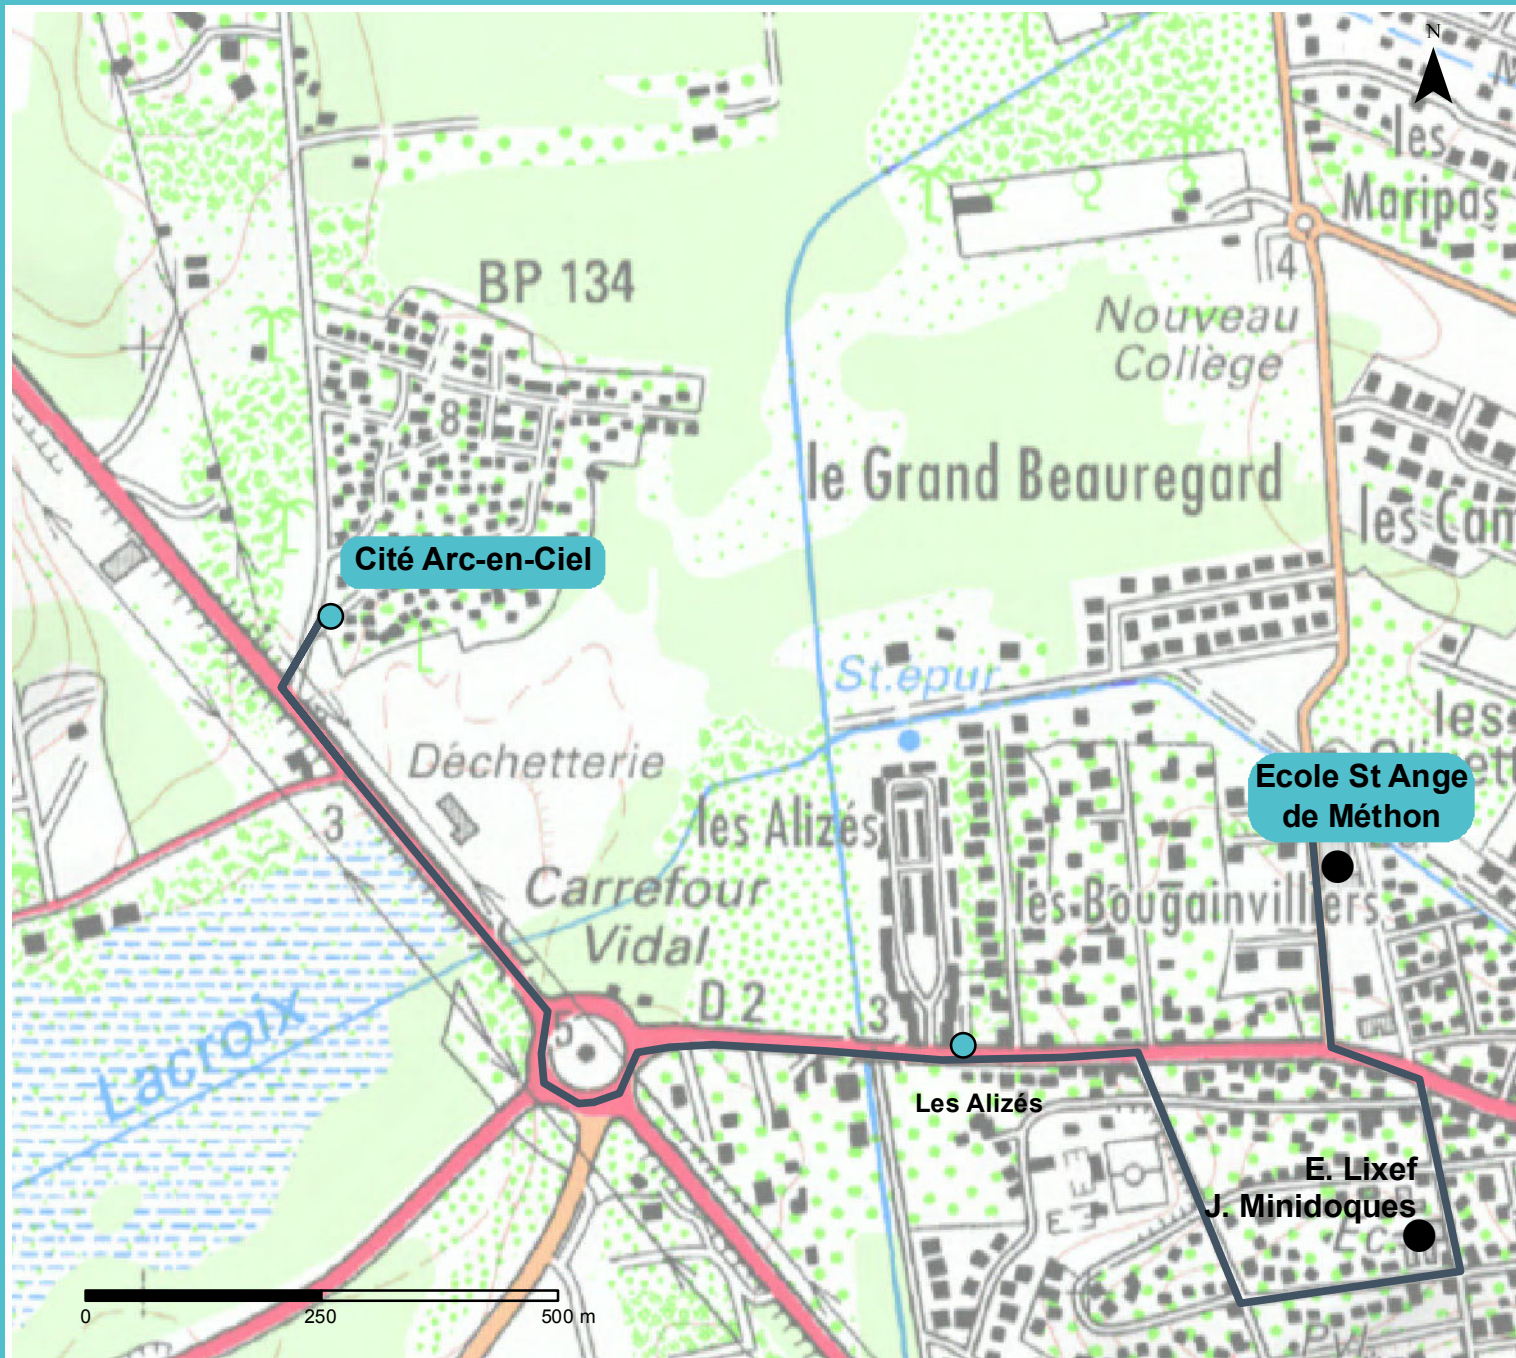 N
les
Maripas
BP 134
4
Nouveau
Collège
8
le Grand Beauregard
les Cam
Cité Arc-en-Ciel
St.épur
les
Déchetterie
Ecole St Ange
de Méthon
3
les Alizés
Carrefour
Vidal
les Bougainvilliers
D 2
3
5
Lacroix
Les Alizés
E. Lixef
J. Minidoques
Ec
0
250
500 m